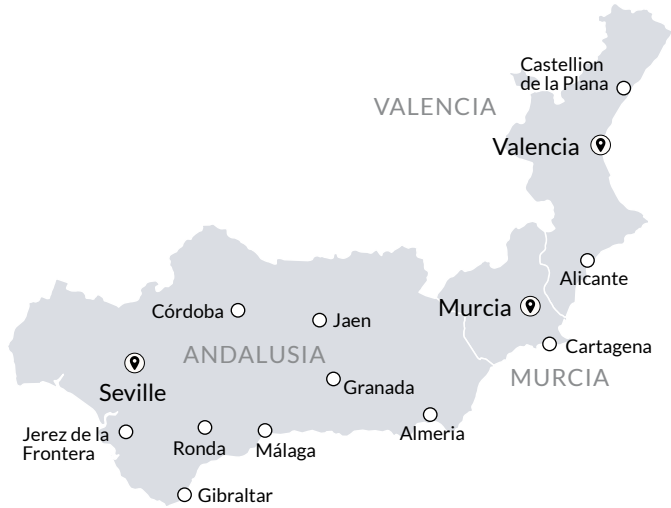 Castellion
de la Plana
VALENCIA
Valencia
Alicante
Murcia
Córdoba
Jaen
Cartagena
ANDALUSIA
MURCIA
Seville
Granada
Almeria
Jerez de la
Frontera
Ronda
Málaga
Gibraltar